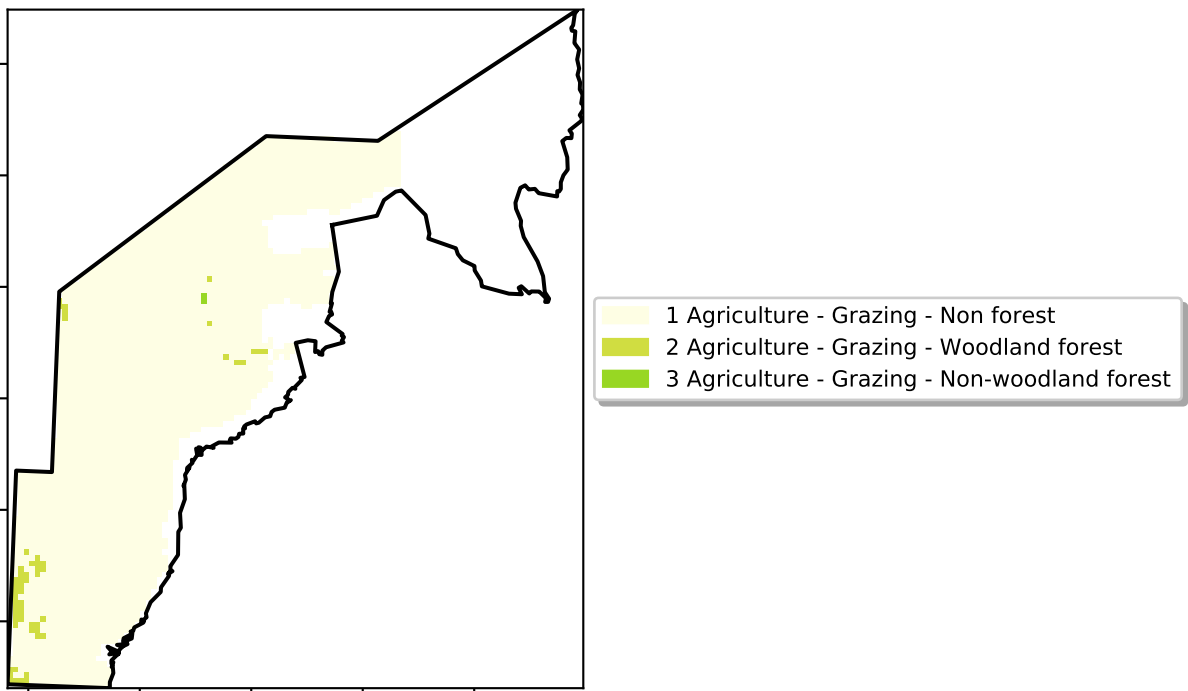 1 Agriculture - Grazing - Non forest
2 Agriculture - Grazing - Woodland forest
3 Agriculture - Grazing - Non-woodland forest